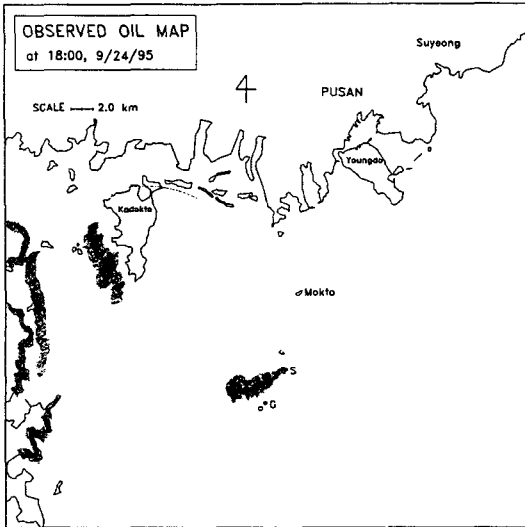 OBSERVED OIL MAP
at 18:00, 9/24/95
Suyeong
4
PUSAN
SCALE 2.0 km
Youngdo
Kadokto
Mokto
S
G